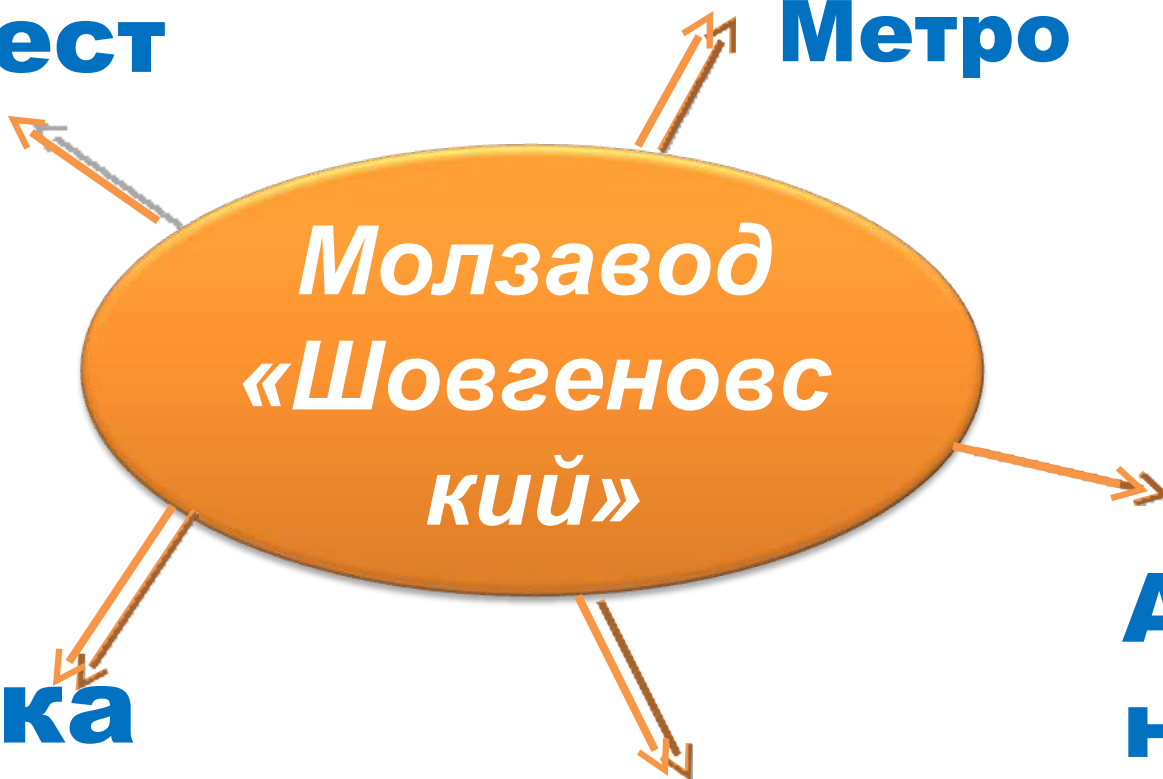 ест
Метро
Молзавод
«Шовгеновс
кий»
ка